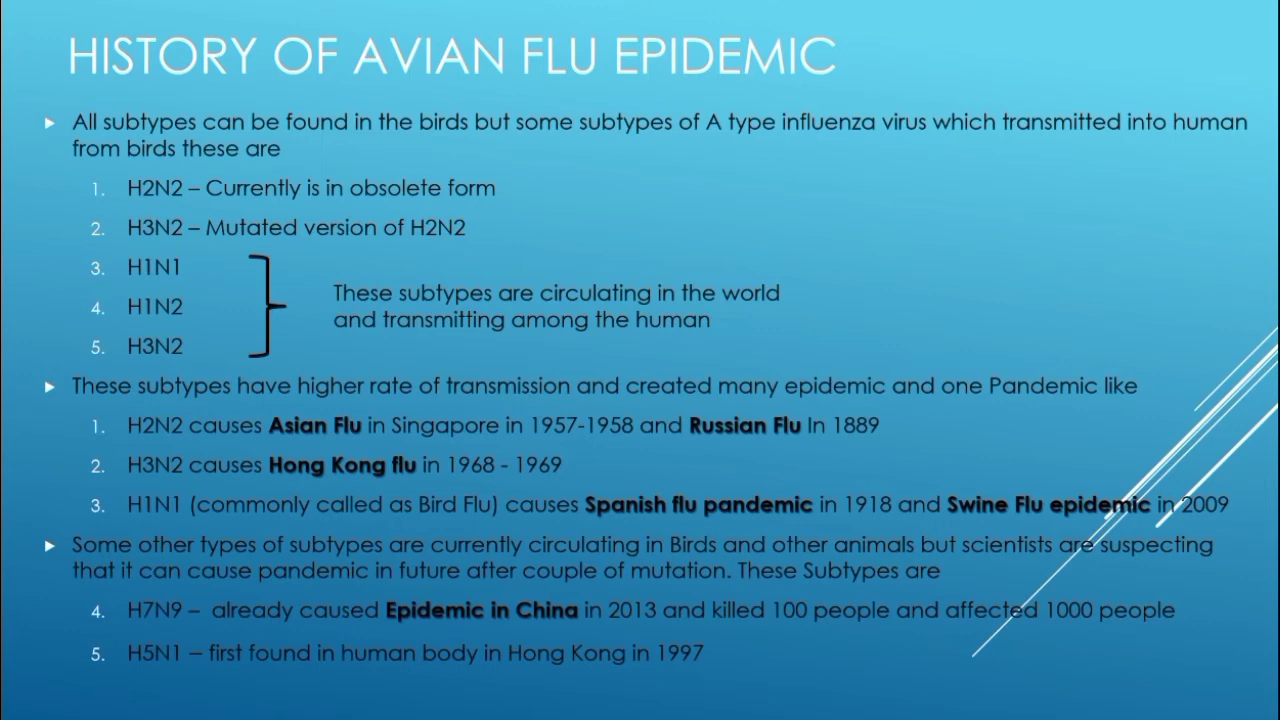 HISTORY OF AVIAN FLU EPIDEMIC
All subtypes can be found in the birds but some subtypes of A type influenza virus which transmitted into human
from birds these are
1. H2N2 – Currently is in obsolete form
2. H3N2 – Mutated version of H2N2
3. H1N1
4. H1N2
5. H3N2
These subtypes are circulating in the world
and transmitting among the human
These subtypes have higher rate of transmission and created many epidemic and one Pandemic like
1. H2N2 causes Asian Flu in Singapore in 1957-1958 and Russian Flu In 1889
2. H3N2 causes Hong Kong flu in 1968 - 1969
3. H1N1 (commonly called as Bird Flu) causes Spanish flu pandemic in 1918 and Swine Flu epidemic in 2009
Some other types of subtypes are currently circulating in Birds and other animals but scientists are suspecting
that it can cause pandemic in future after couple of mutation. These Subtypes are
4. H7N9 – already caused Epidemic in China in 2013 and killed 100 people and affected 1000 people
5. H5N1 – first found in human body in Hong Kong in 1997